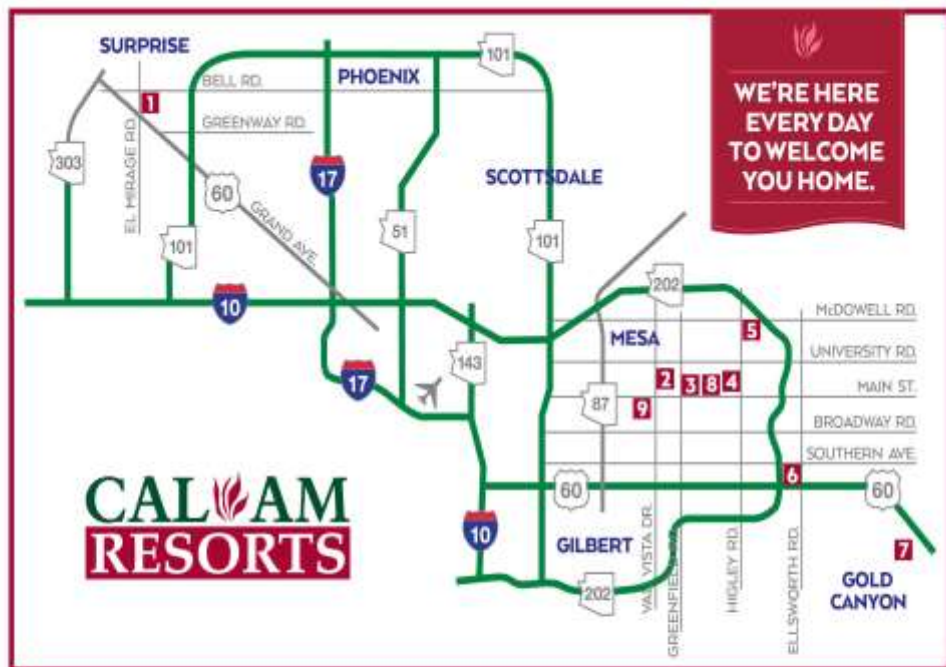 SURPRISE
101
PHOENIX
BELL RD.
1
GREENWAY RD.
303
EL MIRAGE RD.
60
17
SCOTTSDALE
GRAND AVE.
101
51
101
WE'RE HERE
EVERY DAY
TO WELCOME
YOU HOME.
10
202
McDOWELL RD.
MESA
5
UNIVERSITY RD.
143
17
2
3
8
4
MAIN ST.
87
9
BROADWAY RD.
SOUTHERN AVE.
60
6
60
CAL AM
RESORTS
10
GILBERT
VAL VISTA DR.
GREENFIELD
HIGLEY RD.
ELLSWORTH RD.
7
GOLD
CANYON
202